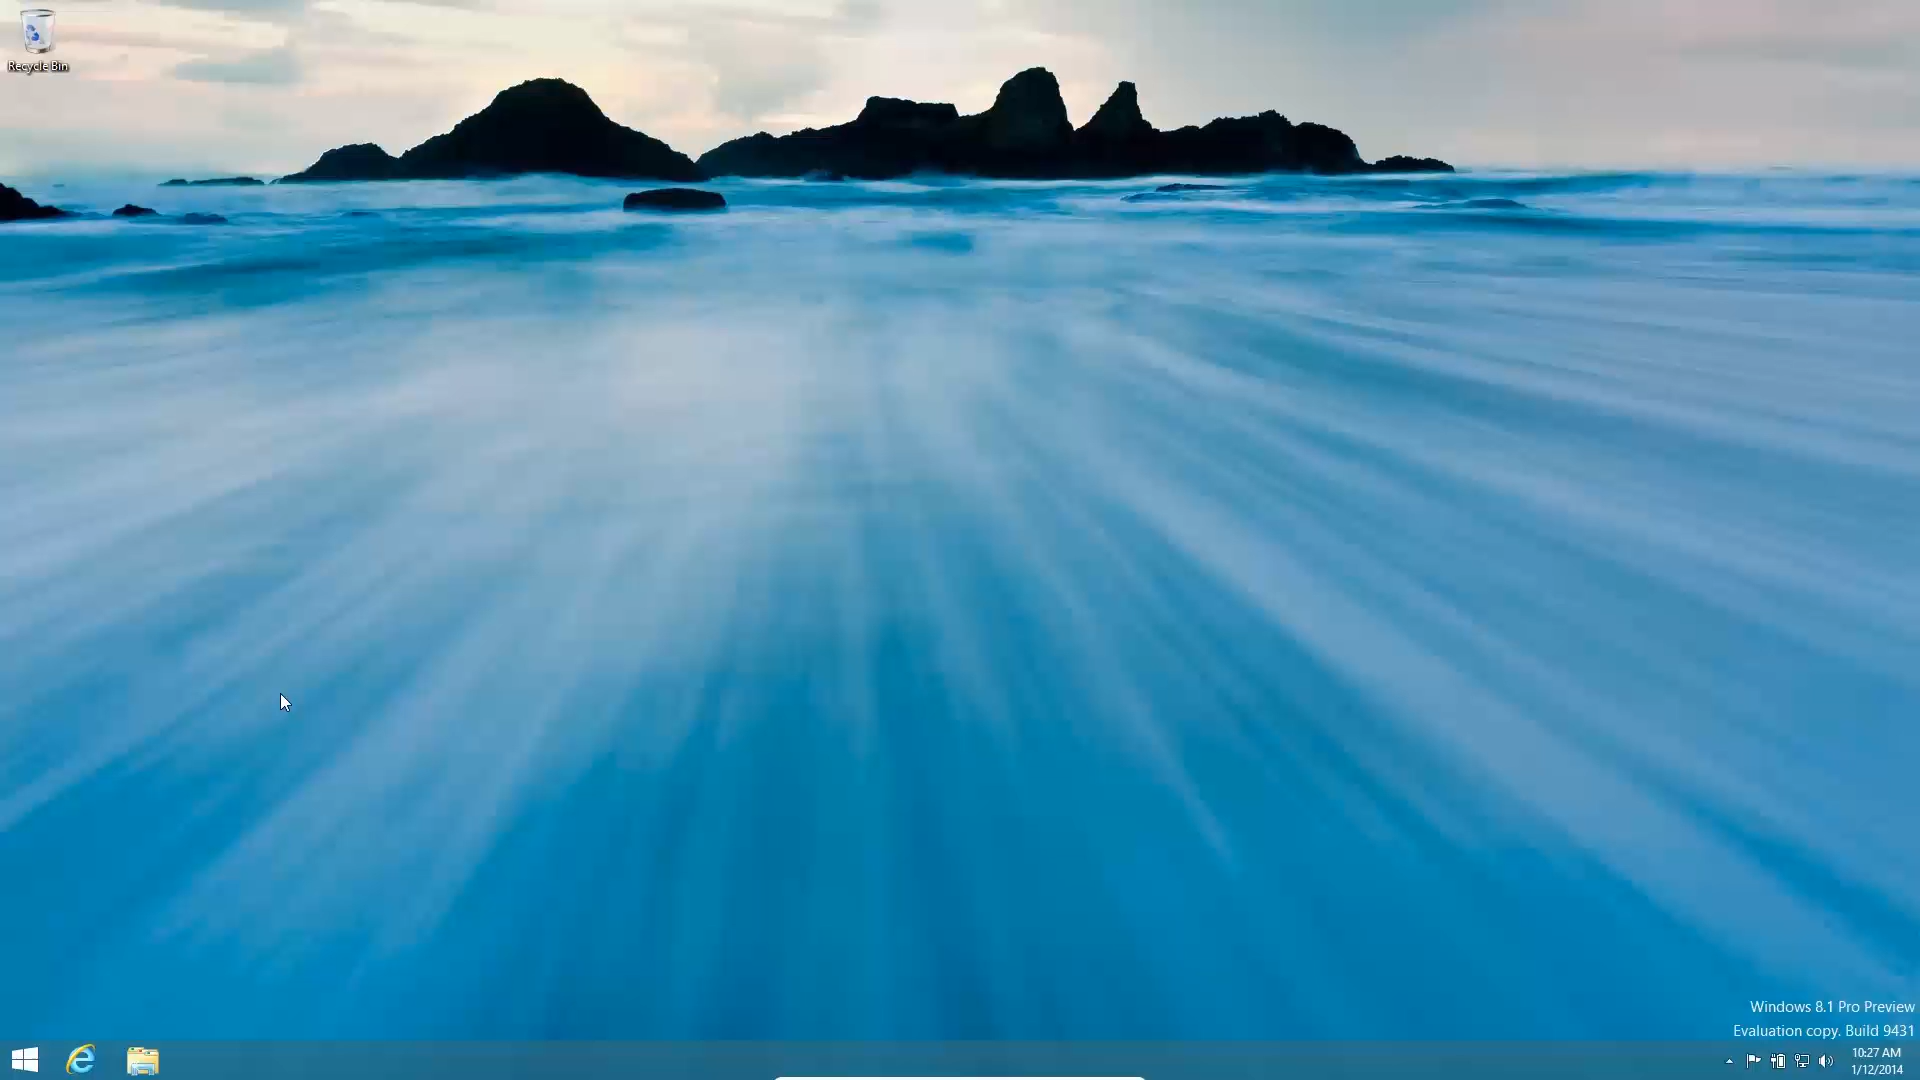 Recycle Bin
Windows 8.1 Pro Preview
Evaluation copy. Build 9431
10:27 AM
1/12/2014